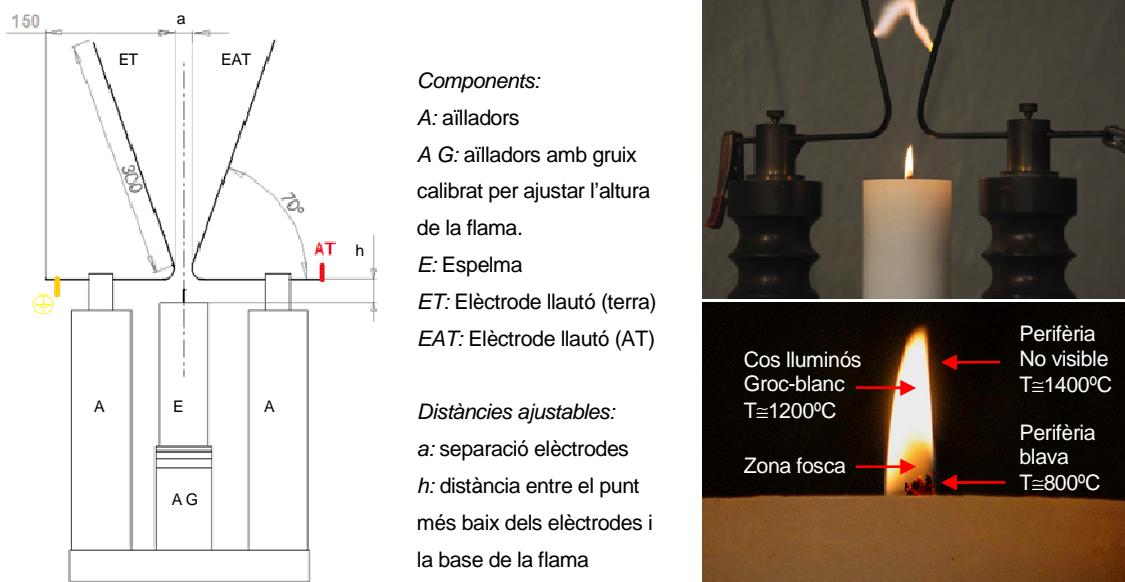 150
a
ET
EAT
300
70°
AT
h
A
E
A
A G
Components:
A: aïlladors
A G: aïlladors amb gruix
calibrat per ajustar l’altura
de la flama.
E: Espelma
ET: Elèctrode llautó (terra)
EAT: Elèctrode llautó (AT)
Distàncies ajustables:
a: separació elèctrodes
h: distància entre el punt
més baix dels elèctrodes i
la base de la flama
Cos lluminós
Groc-blanc
T≅1200ºC
Zona fosca
Perifèria
No visible
T≅1400ºC
Perifèria
blava
T≅800ºC